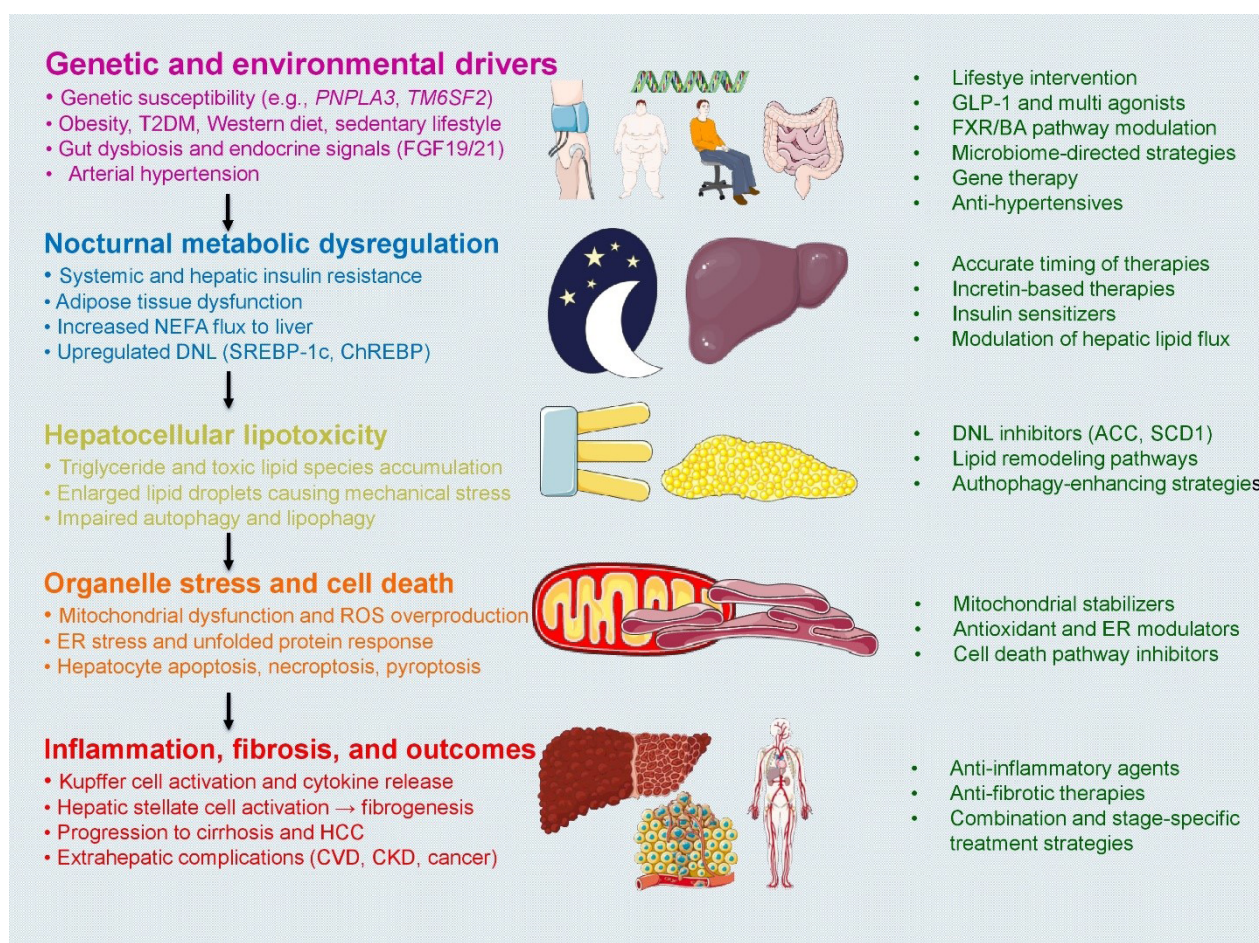 Genetic and environmental drivers
• Genetic susceptibility (e.g., PNPLA3, TM6SF2)
• Obesity, T2DM, Western diet, sedentary lifestyle
• Gut dysbiosis and endocrine signals (FGF19/21)
• Arterial hypertension
• Lifestye intervention
• GLP-1 and multi agonists
• FXR/BA pathway modulation
• Microbiome-directed strategies
• Gene therapy
• Anti-hypertensives
Nocturnal metabolic dysregulation
• Systemic and hepatic insulin resistance
• Adipose tissue dysfunction
• Increased NEFA flux to liver
• Upregulated DNL (SREBP-1c, ChREBP)
• Accurate timing of therapies
• Incretin-based therapies
• Insulin sensitizers
• Modulation of hepatic lipid flux
Hepatocellular lipotoxicity
• Triglyceride and toxic lipid species accumulation
• Enlarged lipid droplets causing mechanical stress
• Impaired autophagy and lipophagy
• DNL inhibitors (ACC, SCD1)
• Lipid remodeling pathways
• Authophagy-enhancing strategies
Organelle stress and cell death
• Mitochondrial dysfunction and ROS overproduction
• ER stress and unfolded protein response
• Hepatocyte apoptosis, necroptosis, pyroptosis
• Mitochondrial stabilizers
• Antioxidant and ER modulators
• Cell death pathway inhibitors
Inflammation, fibrosis, and outcomes
• Kupffer cell activation and cytokine release
• Hepatic stellate cell activation → fibrogenesis
• Progression to cirrhosis and HCC
• Extrahepatic complications (CVD, CKD, cancer)
• Anti-inflammatory agents
• Anti-fibrotic therapies
• Combination and stage-specific
treatment strategies